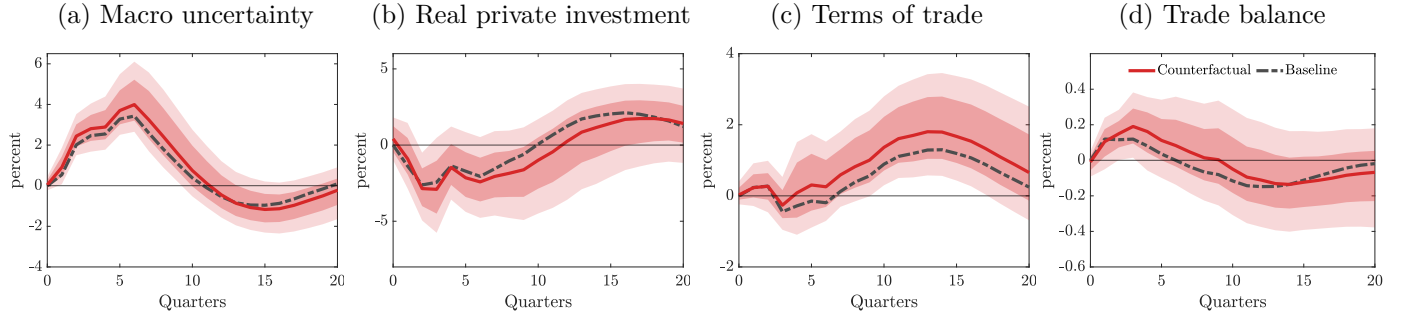 (a) Macro uncertainty
6
4
2
0
-2
-4
percent
0 5 10 15 20
Quarters
(b) Real private investment
5
0
-5
percent
0 5 10 15 20
Quarters
(c) Terms of trade
4
2
0
-2
percent
0 5 10 15 20
Quarters
(d) Trade balance
Counterfactual Baseline
0.4
0.2
0
-0.2
-0.4
-0.6
percent
0 5 10 15 20
Quarters